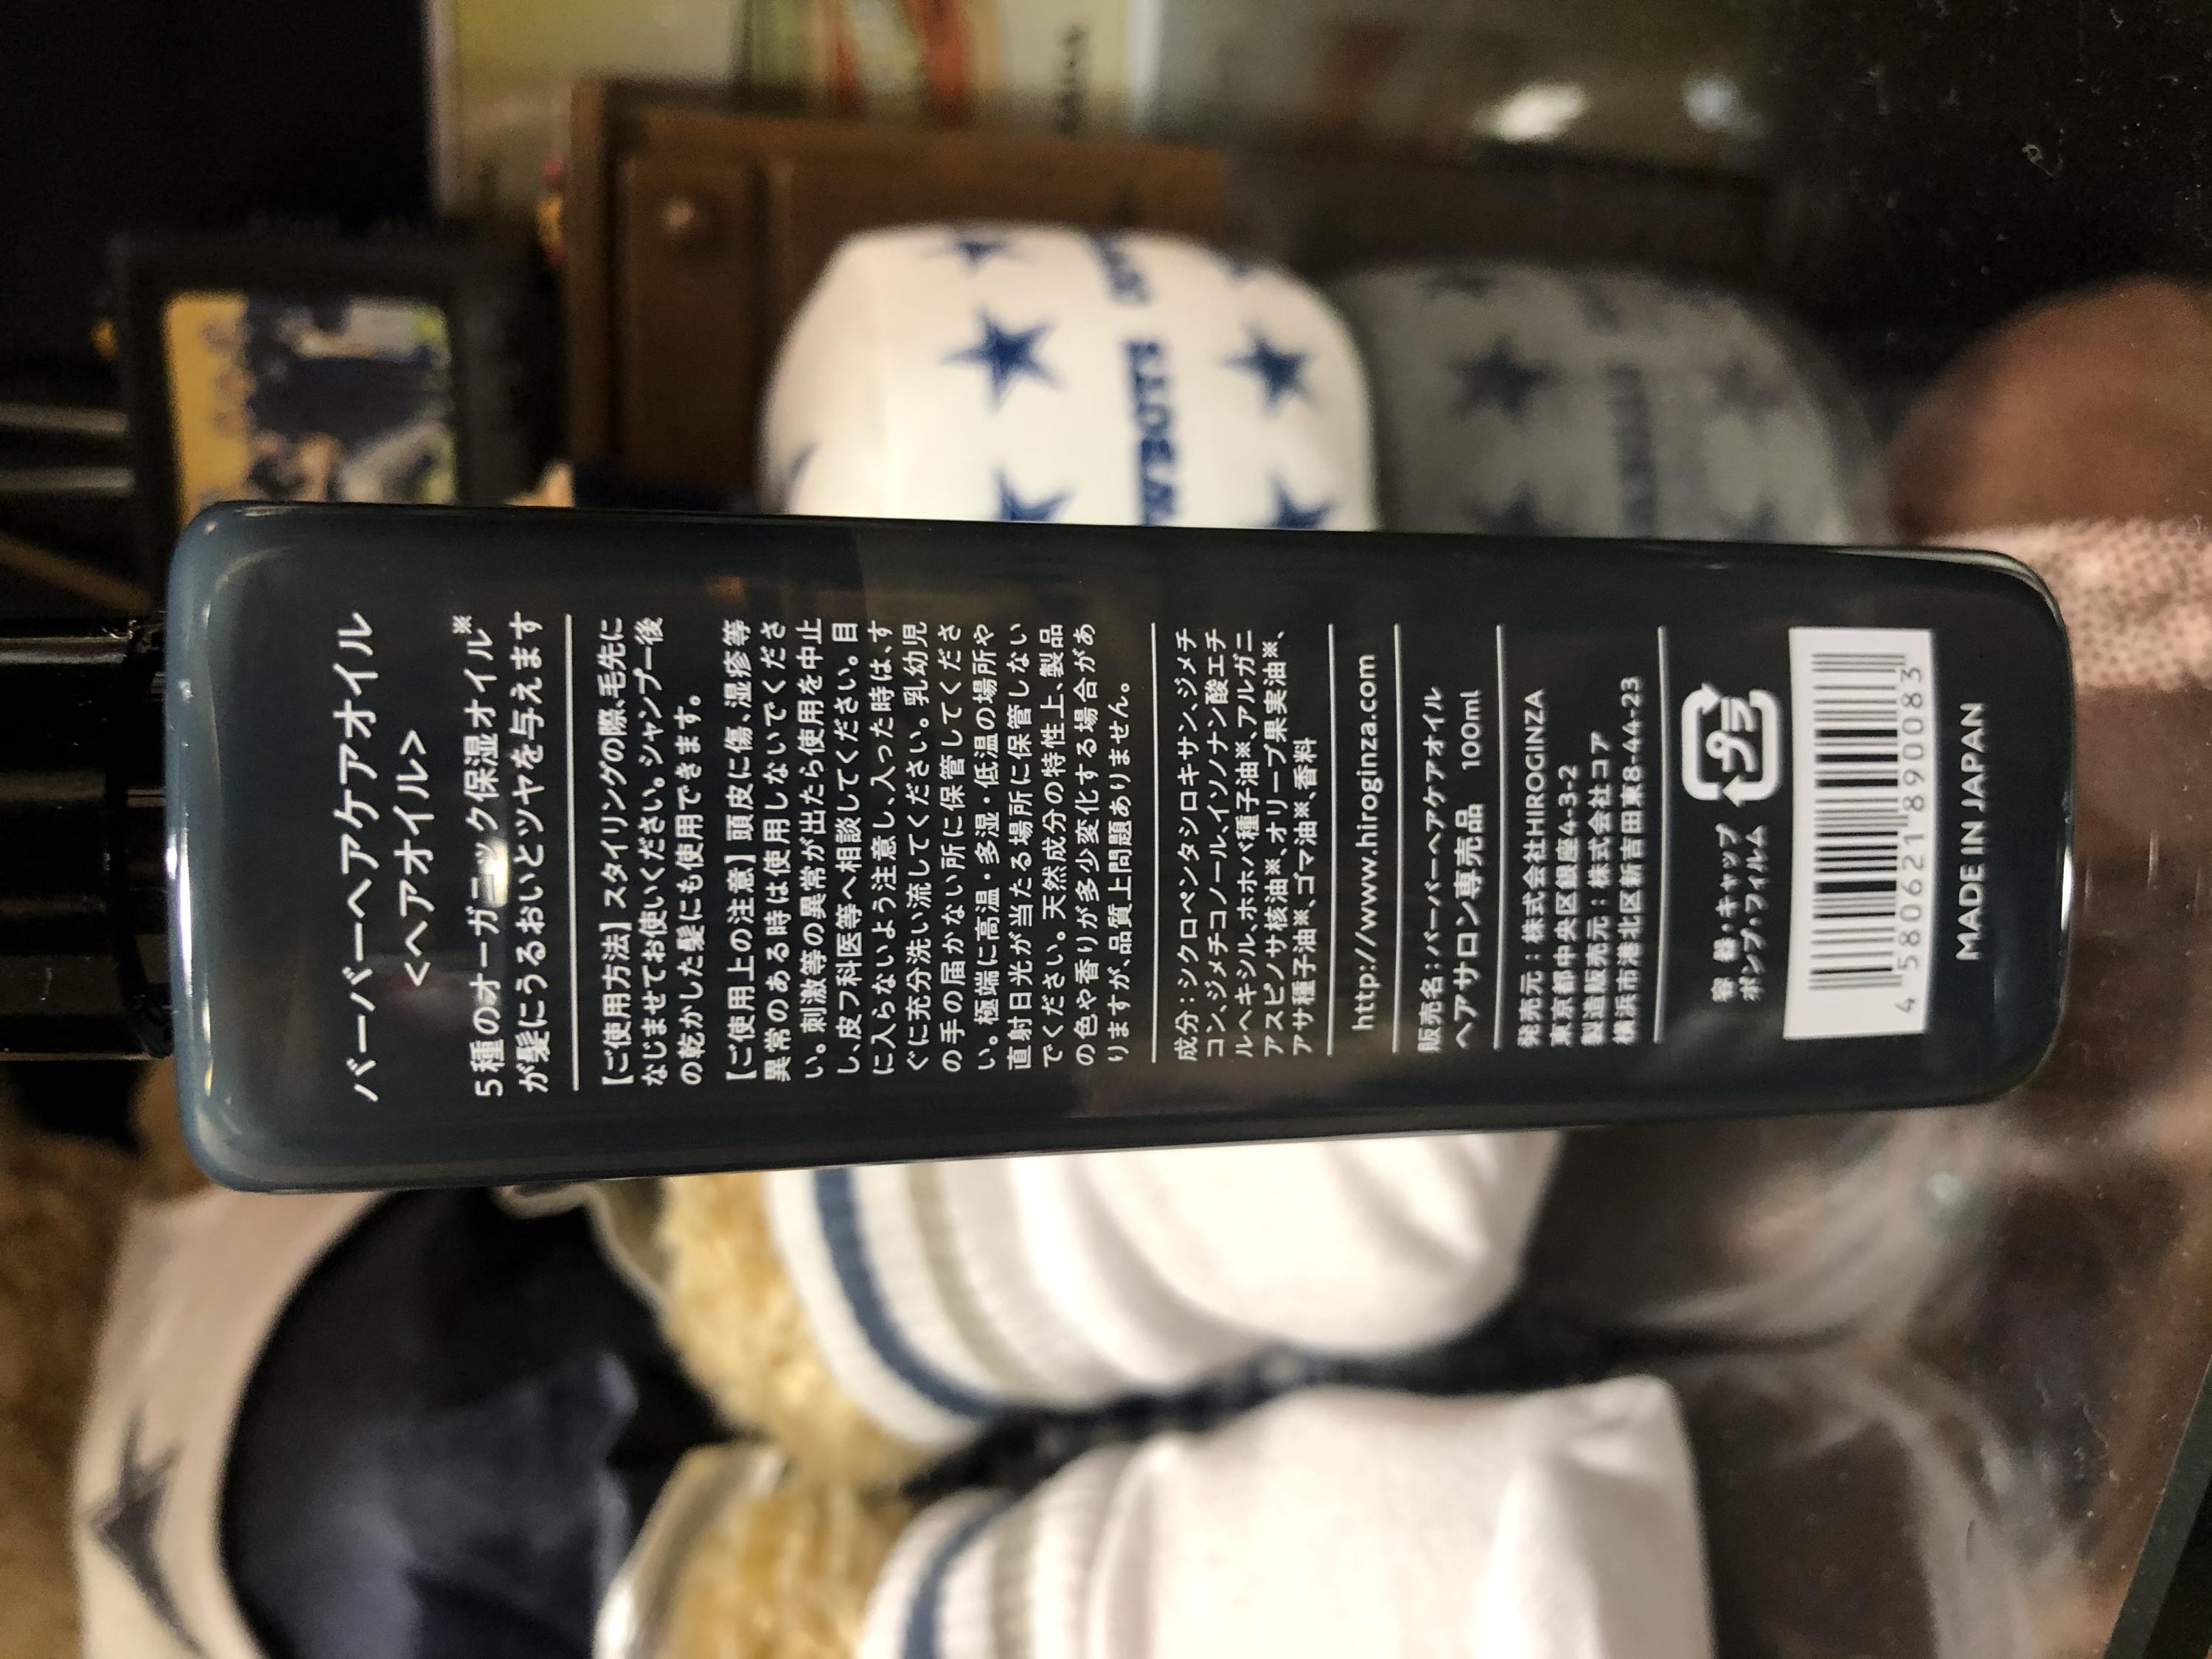 バーバーヘアケアオイル
<ヘアオイル>
5種のオーガニック保湿オイル※
が髪にうるおいとツヤを与えます
【ご使用方法】スタイリングの際、毛先に
なじませてお使いください。シャンプー後
の乾かした髪にも使用できます。
【ご使用上の注意】頭皮に傷、湿疹等
異常のある時は使用しないでくださ
い。刺激等の異常が出たら使用を中止
し、皮フ科医等へ相談してください。目
に入らないよう注意し、入った時は、す
ぐに充分洗い流してください。乳幼児
の手の届かない所に保管してくださ
い。極端に高温・多湿・低温の場所や
直射日光が当たる場所に保管しない
でください。天然成分の特性上、製品
の色や香りが多少変化する場合があ
りますが、品質上問題ありません。
成分：シクロペンタシロキサン、ジメチ
コン、ジメチコノール、イソノナン酸エチ
ルヘキシル、ホホバ種子油※、アルガニ
アスピノサ核油※、オリーブ果実油※、
アサ種子油※、ゴマ油※、香料
http://www.hiroginza.com
販売名：バーバーヘアケアオイル
ヘアサロン専売品 100ml
発売元：株式会社HIROGINZA
東京都中央区銀座4-3-2
製造販売元：株式会社コア
横浜市港北区新吉田東8-44-23
容器・キャップ
ポンプ・フィルム
プラ
4 580621 890083
MADE IN JAPAN